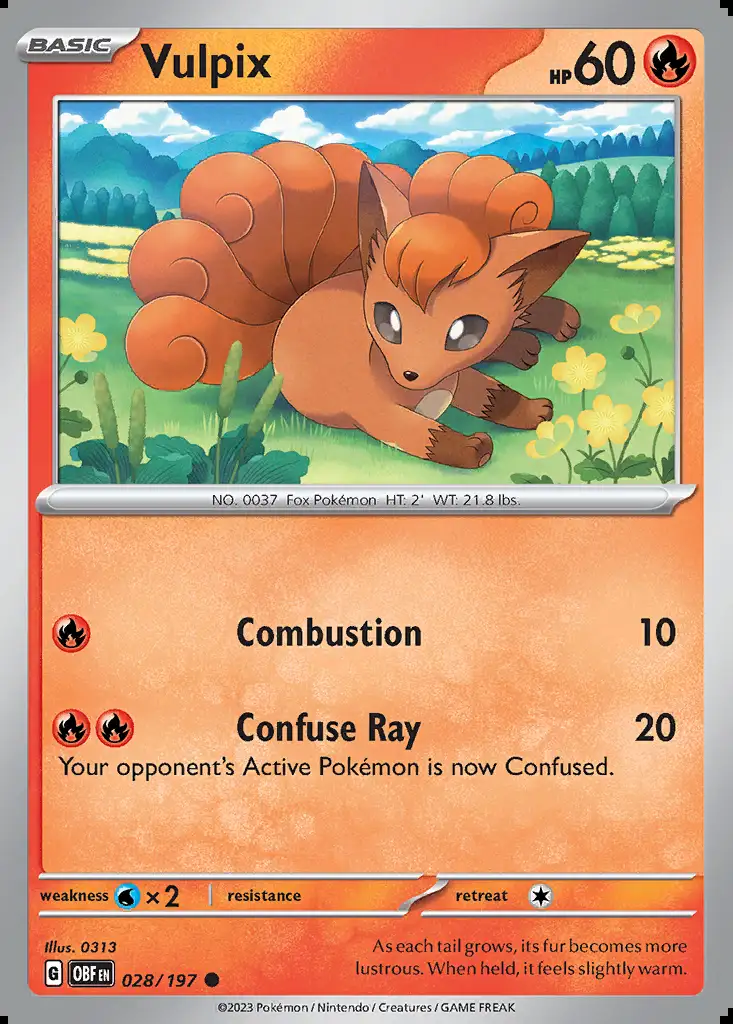 BASIC Vulpix HP 60
NO. 0037 Fox Pokémon HT: 2' WT: 21.8 lbs.
Combustion 10
Confuse Ray 20
Your opponent's Active Pokémon is now Confused.
weakness ×2 resistance retreat
Illus. 0313
As each tail grows, its fur becomes more
lustrous. When held, it feels slightly warm.
G OBF EN 028/197
©2023 Pokémon / Nintendo / Creatures / GAME FREAK